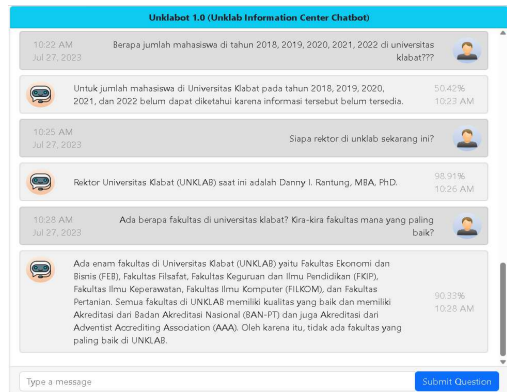 Unklabot 1.0 (Unklab Information Center Chatbot)
10:22 AM
Jul 27, 2023
Berapa jumlah mahasiswa di tahun 2018, 2019, 2020, 2021, 2022 di universitas
klabat???
Untuk jumlah mahasiswa di Universitas Klabat pada tahun 2018, 2019, 2020,
2021, dan 2022 belum dapat diketahui karena informasi tersebut belum tersedia.
50.42%
10:23 AM
10:25 AM
Jul 27, 2023
Siapa rektor di unklab sekarang ini?
Rektor Universitas Klabat (UNKLAB) saat ini adalah Danny I. Rantung, MBA, PhD.
98.91%
10:26 AM
10:28 AM
Jul 27, 2023
Ada berapa fakultas di universitas klabat? Kira-kira fakultas mana yang paling
baik?
Ada enam fakultas di Universitas Klabat (UNKLAB) yaitu Fakultas Ekonomi dan
Bisnis (FEB), Fakultas Filsafat, Fakultas Keguruan dan Ilmu Pendidikan (FKIP),
Fakultas Ilmu Keperawatan, Fakultas Ilmu Komputer (FILKOM), dan Fakultas
Pertanian. Semua fakultas di UNKLAB memiliki kualitas yang baik dan memiliki
Akreditasi dari Badan Akreditasi Nasional (BAN-PT) dan juga Akreditasi dari
Adventist Accrediting Association (AAA). Oleh karena itu, tidak ada fakultas yang
paling baik di UNKLAB.
90.33%
10:28 AM
Type a message
Submit Question